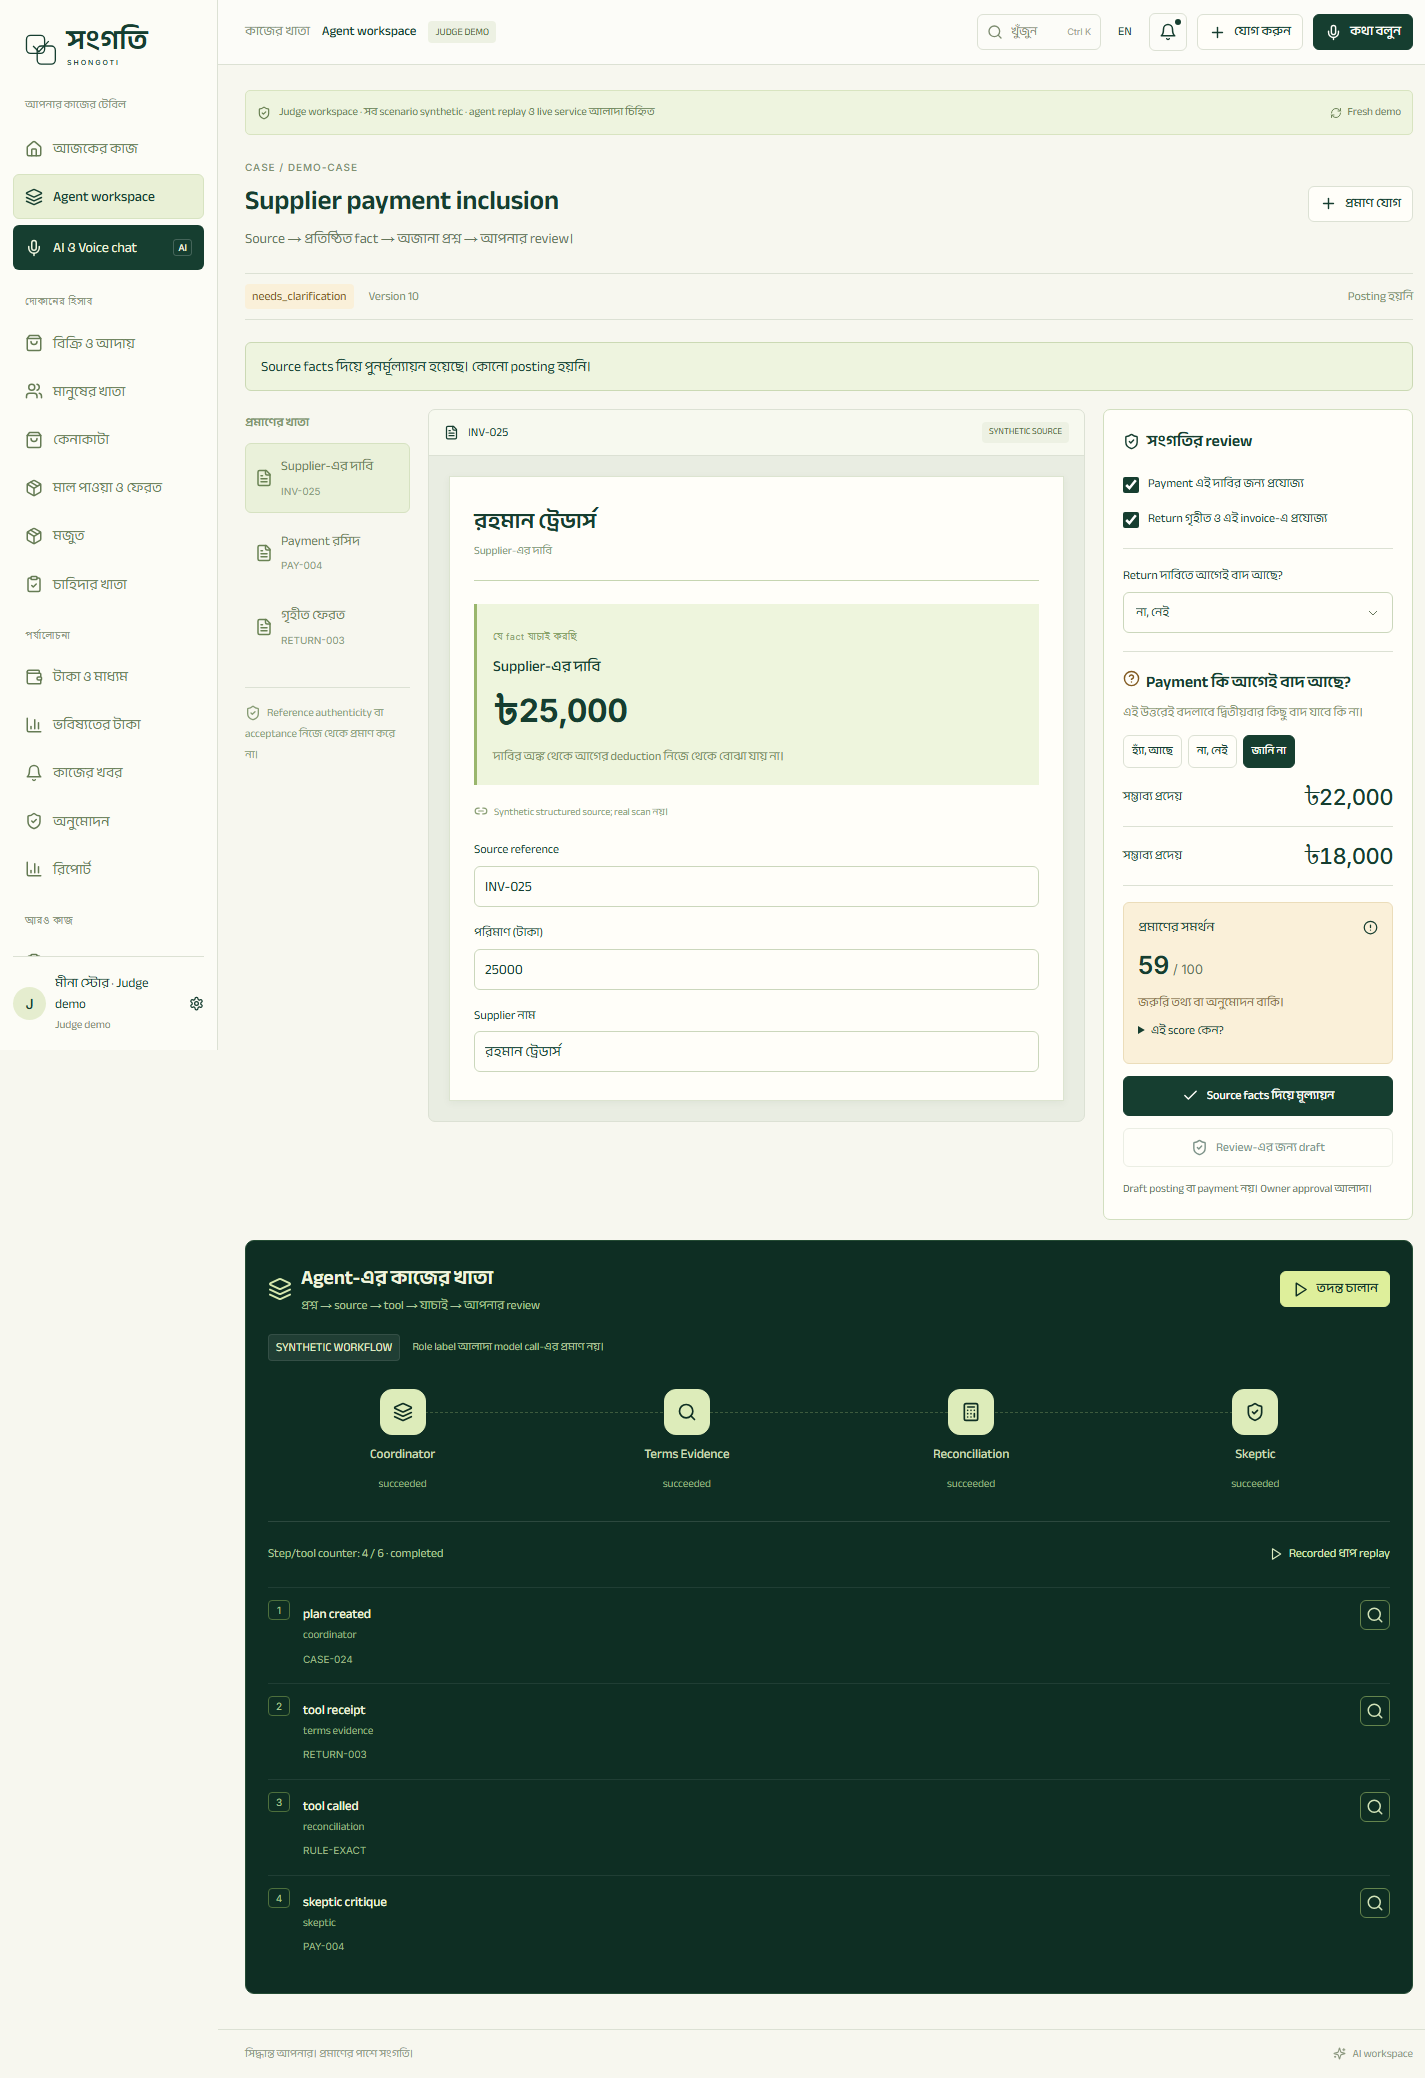 সংগতি
SHONGOTI
আপনার কাজের টেবিল
আজকের কাজ
Agent workspace
AI ও Voice chat
AI
দোকানের হিসাব
বিক্রি ও আদায়
মানুষের খাতা
কেনাকাটা
মাল পাওয়া ও ফেরত
মজুত
চাহিদার খাতা
পর্যালোচনা
টাকা ও মাধ্যম
ভবিষ্যতের টাকা
কাজের খবর
অনুমোদন
রিপোর্ট
আরও কাজ
J
মীনা স্টোর · Judge
demo
Judge demo
কাজের খাতা
Agent workspace
JUDGE DEMO
খুঁজুন
Ctrl K
EN
যোগ করুন
কথা বলুন
Judge workspace · সব scenario synthetic · agent replay ও live service আলাদা চিহ্নিত
Fresh demo
CASE / DEMO-CASE
Supplier payment inclusion
প্রমাণ যোগ
Source → প্রতিষ্ঠিত fact → অজানা প্রশ্ন → আপনার review।
needs_clarification
Version 10
Posting হয়নি
Source facts দিয়ে পুনর্মূল্যায়ন হয়েছে। কোনো posting হয়নি।
প্রমাণের খাতা
Supplier-এর দাবি
INV-025
Payment রসিদ
PAY-004
গৃহীত ফেরত
RETURN-003
Reference authenticity বা
acceptance নিজে থেকে প্রমাণ করে
না।
INV-025
SYNTHETIC SOURCE
রহমান ট্রেডার্স
Supplier-এর দাবি
যে fact যাচাই করছি
Supplier-এর দাবি
৳25,000
দাবির অঙ্ক থেকে আগের deduction নিজে থেকে বোঝা যায় না।
Synthetic structured source; real scan নয়।
Source reference
INV-025
পরিমাণ (টাকা)
25000
Supplier নাম
রহমান ট্রেডার্স
সংগতির review
Payment এই দাবির জন্য প্রযোজ্য
Return গৃহীত ও এই invoice-এ প্রযোজ্য
Return দাবিতে আগেই বাদ আছে?
না, নেই
Payment কি আগেই বাদ আছে?
এই উত্তরেই বদলাবে দ্বিতীয়বার কিছু বাদ যাবে কি না।
হ্যাঁ, আছে
না, নেই
জানি না
সম্ভাব্য প্রদেয়
৳22,000
সম্ভাব্য প্রদেয়
৳18,000
প্রমাণের সমর্থন
59 / 100
জরুরি তথ্য বা অনুমোদন বাকি।
এই score কেন?
Source facts দিয়ে মূল্যায়ন
Review-এর জন্য draft
Draft posting বা payment নয়। Owner approval আলাদা।
Agent-এর কাজের খাতা
প্রশ্ন → source → tool → যাচাই → আপনার review
তদন্ত চালান
SYNTHETIC WORKFLOW
Role label আলাদা model call-এর প্রমাণ নয়।
Coordinator
succeeded
Terms Evidence
succeeded
Reconciliation
succeeded
Skeptic
succeeded
Step/tool counter: 4 / 6 · completed
Recorded ধাপ replay
1
plan created
coordinator
CASE-024
2
tool receipt
terms evidence
RETURN-003
3
tool called
reconciliation
RULE-EXACT
4
skeptic critique
skeptic
PAY-004
সিদ্ধান্ত আপনার। প্রমাণের পাশে সংগতি।
AI workspace